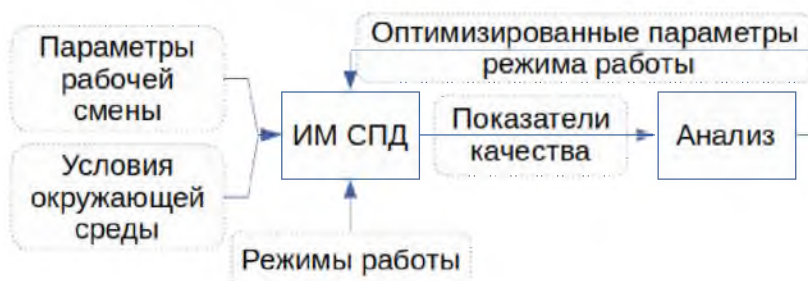 Параметры
рабочей
смены
Оптимизированные параметры
режима работы
ИМ СПД
Показатели
качества
Анализ
Условия
окружающей
среды
Режимы работы